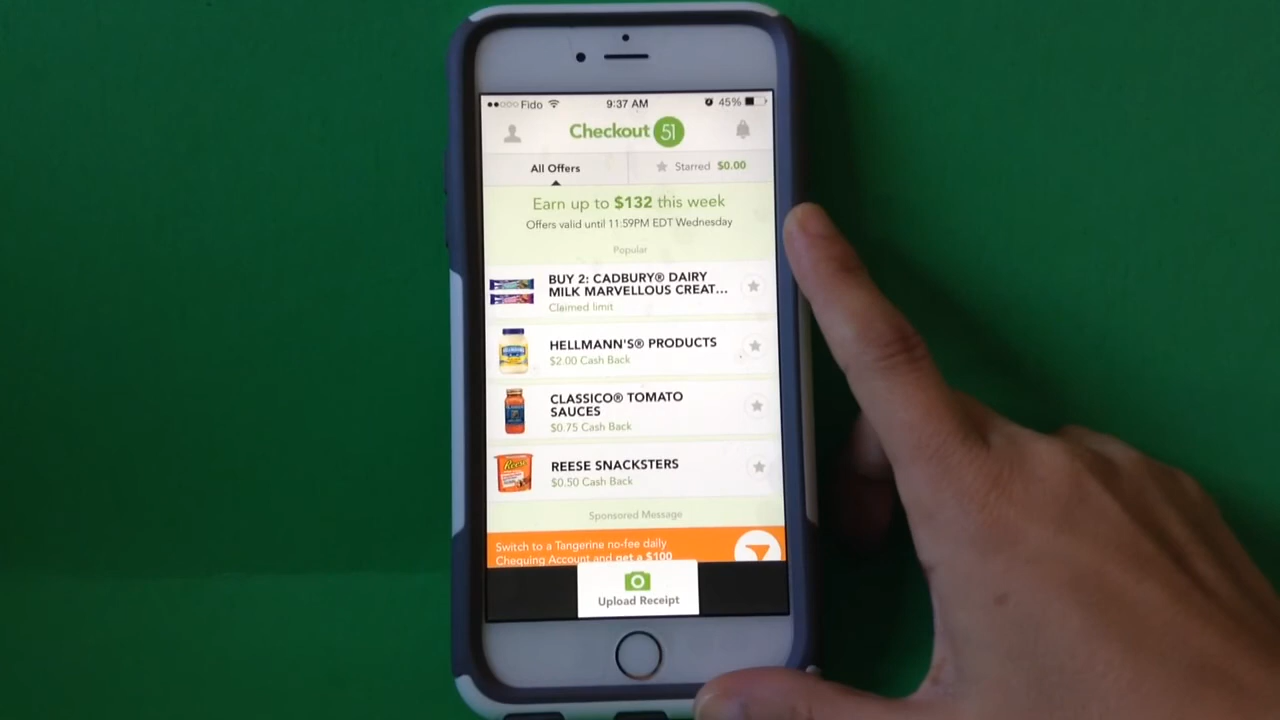 Fido 9:37 AM 45%
Checkout 51
All Offers Starred $0.00
Earn up to $132 this week
Offers valid until 11:59PM EDT Wednesday
Popular
BUY 2: CADBURY® DAIRY
MILK MARVELLOUS CREAT...
Claimed limit
HELLMANN'S® PRODUCTS
$2.00 Cash Back
CLASSICO® TOMATO
SAUCES
$0.75 Cash Back
REESE SNACKSTERS
$0.50 Cash Back
Sponsored Message
Switch to a Tangerine no-fee daily
Chequing Account and get a $100
Upload Receipt